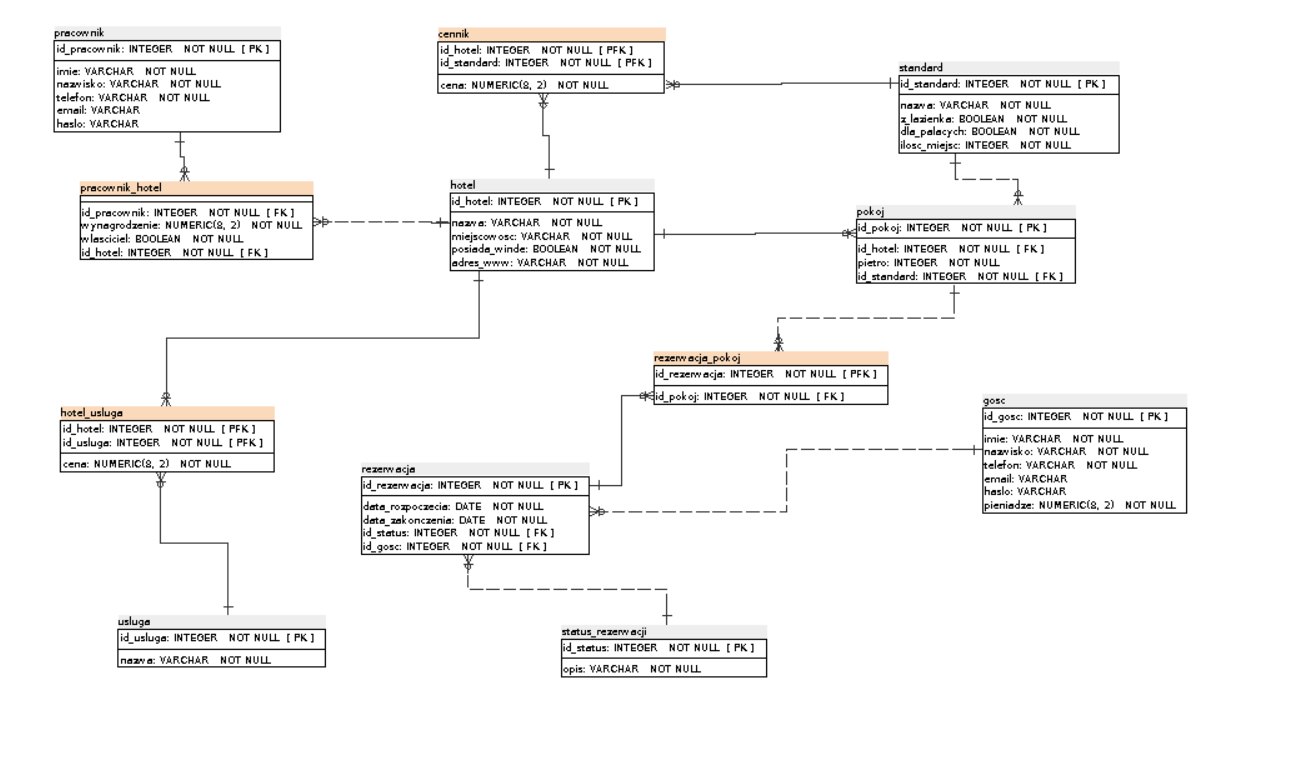 pracownik
id_pracownik: INTEGER NOT NULL [ PK ]
imie: VARCHAR NOT NULL
nazwisko: VARCHAR NOT NULL
telefon: VARCHAR NOT NULL
email: VARCHAR
haslo: VARCHAR
cennik
id_hotel: INTEGER NOT NULL [ PFK ]
id_standard: INTEGER NOT NULL [ PFK ]
cena: NUMERIC(8, 2) NOT NULL
standard
id_standard: INTEGER NOT NULL [ PK ]
nazwa: VARCHAR NOT NULL
z_lazienka: BOOLEAN NOT NULL
dla_palacych: BOOLEAN NOT NULL
ilosc_miejsc: INTEGER NOT NULL
pracownik_hotel
id_pracownik: INTEGER NOT NULL [ FK ]
wynagrodzenie: NUMERIC(8, 2) NOT NULL
wlasciciel: BOOLEAN NOT NULL
id_hotel: INTEGER NOT NULL [ FK ]
hotel
id_hotel: INTEGER NOT NULL [ PK ]
nazwa: VARCHAR NOT NULL
miejscowosc: VARCHAR NOT NULL
posiada_winde: BOOLEAN NOT NULL
adres_www: VARCHAR NOT NULL
pokoj
id_pokoj: INTEGER NOT NULL [ PK ]
id_hotel: INTEGER NOT NULL [ FK ]
pietro: INTEGER NOT NULL
id_standard: INTEGER NOT NULL [ FK ]
rezerwacja_pokoj
id_rezerwacja: INTEGER NOT NULL [ PFK ]
id_pokoj: INTEGER NOT NULL [ FK ]
gosc
id_gosc: INTEGER NOT NULL [ PK ]
imie: VARCHAR NOT NULL
nazwisko: VARCHAR NOT NULL
telefon: VARCHAR NOT NULL
email: VARCHAR
haslo: VARCHAR
pieniadze: NUMERIC(8, 2) NOT NULL
hotel_usluga
id_hotel: INTEGER NOT NULL [ PFK ]
id_usluga: INTEGER NOT NULL [ PFK ]
cena: NUMERIC(8, 2) NOT NULL
rezerwacja
id_rezerwacja: INTEGER NOT NULL [ PK ]
data_rozpoczecia: DATE NOT NULL
data_zakonczenia: DATE NOT NULL
id_status: INTEGER NOT NULL [ FK ]
id_gosc: INTEGER NOT NULL [ FK ]
usluga
id_usluga: INTEGER NOT NULL [ PK ]
nazwa: VARCHAR NOT NULL
status_rezerwacji
id_status: INTEGER NOT NULL [ PK ]
opis: VARCHAR NOT NULL